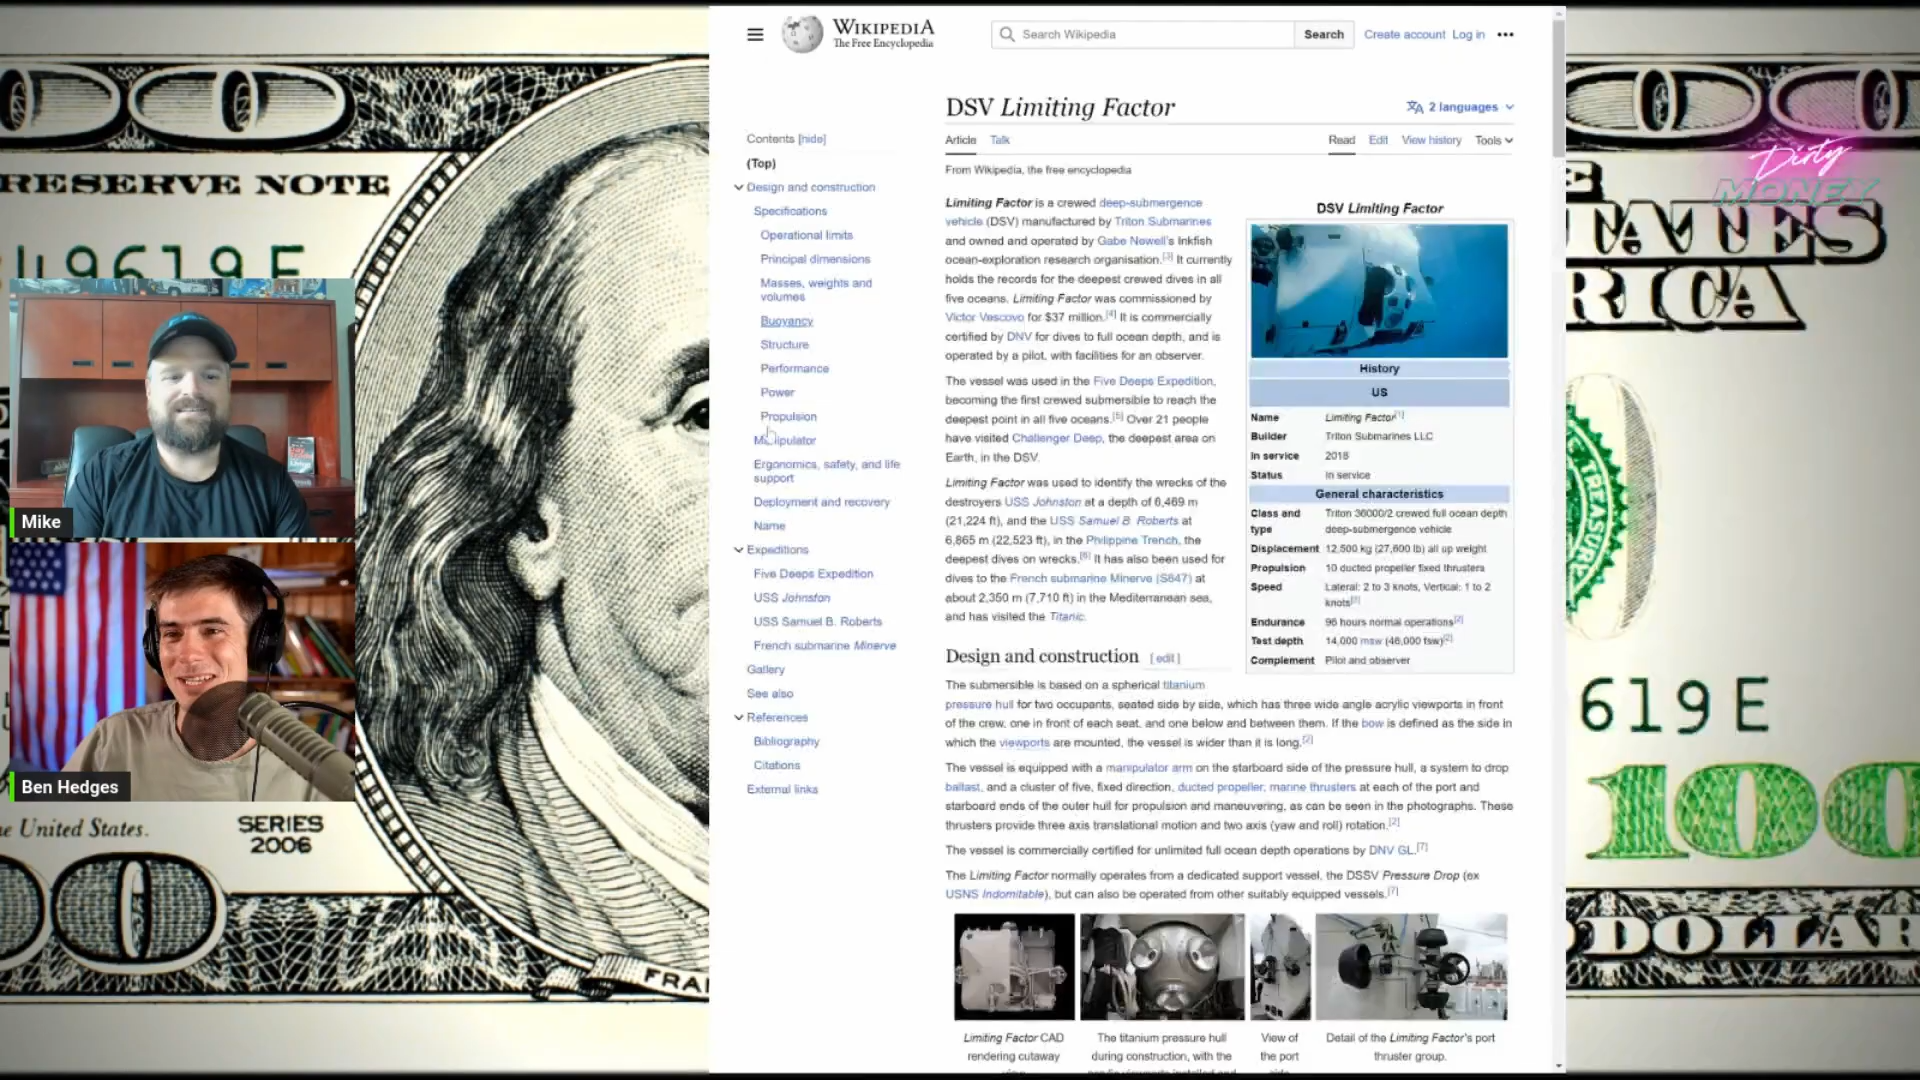 RESERVE NOTE
49619E
Mike
Ben Hedges
he United States.
SERIES
2006
FRA
WIKIPEDIA
The Free Encyclopedia
Search Wikipedia
Search
Create account Log in
DSV Limiting Factor
2 languages
Article Talk
Read Edit View history Tools
From Wikipedia, the free encyclopedia
Contents [hide]
(Top)
Design and construction
Specifications
Operational limits
Principal dimensions
Masses, weights and
volumes
Buoyancy
Structure
Performance
Power
Propulsion
Manipulator
Ergonomics, safety, and life
support
Deployment and recovery
Name
Expeditions
Five Deeps Expedition
USS Johnston
USS Samuel B. Roberts
French submarine Minerve
Gallery
See also
References
Bibliography
Citations
External links
Limiting Factor is a crewed deep-submergence
vehicle (DSV) manufactured by Triton Submarines
and owned and operated by Gabe Newell's Inkfish
ocean-exploration research organisation.[3] It currently
holds the records for the deepest crewed dives in all
five oceans. Limiting Factor was commissioned by
Victor Vescovo for $37 million.[4] It is commercially
certified by DNV for dives to full ocean depth, and is
operated by a pilot, with facilities for an observer.
The vessel was used in the Five Deeps Expedition,
becoming the first crewed submersible to reach the
deepest point in all five oceans.[5] Over 21 people
have visited Challenger Deep, the deepest area on
Earth, in the DSV.
Limiting Factor was used to identify the wrecks of the
destroyers USS Johnston at a depth of 6,469 m
(21,224 ft), and the USS Samuel B. Roberts at
6,865 m (22,523 ft), in the Philippine Trench, the
deepest dives on wrecks.[6] It has also been used for
dives to the French submarine Minerve (S647) at
about 2,350 m (7,710 ft) in the Mediterranean sea,
and has visited the Titanic.
DSV Limiting Factor
History
US
Name Limiting Factor[1]
Builder Triton Submarines LLC
In service 2018
Status In service
General characteristics
Class and type Triton 36000/2 crewed full ocean depth
deep-submergence vehicle
Displacement 12,500 kg (27,600 lb) all up weight
Propulsion 10 ducted propeller fixed thrusters
Speed Lateral: 2 to 3 knots, Vertical: 1 to 2
knots[2]
Endurance 96 hours normal operations[2]
Test depth 14,000 msw (46,000 fsw)[2]
Complement Pilot and observer
Design and construction [edit]
The submersible is based on a spherical titanium
pressure hull for two occupants, seated side by side, which has three wide angle acrylic viewports in front
of the crew, one in front of each seat, and one below and between them. If the bow is defined as the side in
which the viewports are mounted, the vessel is wider than it is long.[2]
The vessel is equipped with a manipulator arm on the starboard side of the pressure hull, a system to drop
ballast, and a cluster of five, fixed direction, ducted propeller, marine thrusters at each of the port and
starboard ends of the outer hull for propulsion and maneuvering, as can be seen in the photographs. These
thrusters provide three axis translational motion and two axis (yaw and roll) rotation.[2]
The vessel is commercially certified for unlimited full ocean depth operations by DNV GL.[7]
The Limiting Factor normally operates from a dedicated support vessel, the DSSV Pressure Drop (ex
USNS Indomitable), but can also be operated from other suitably equipped vessels.[7]
Limiting Factor CAD
rendering cutaway
The titanium pressure hull
during construction, with the
View of
the port
Detail of the Limiting Factor's port
thruster group.
Dirty
MONEY
TATES
RICA
THE TREASURY
619E
100
DOLLAR